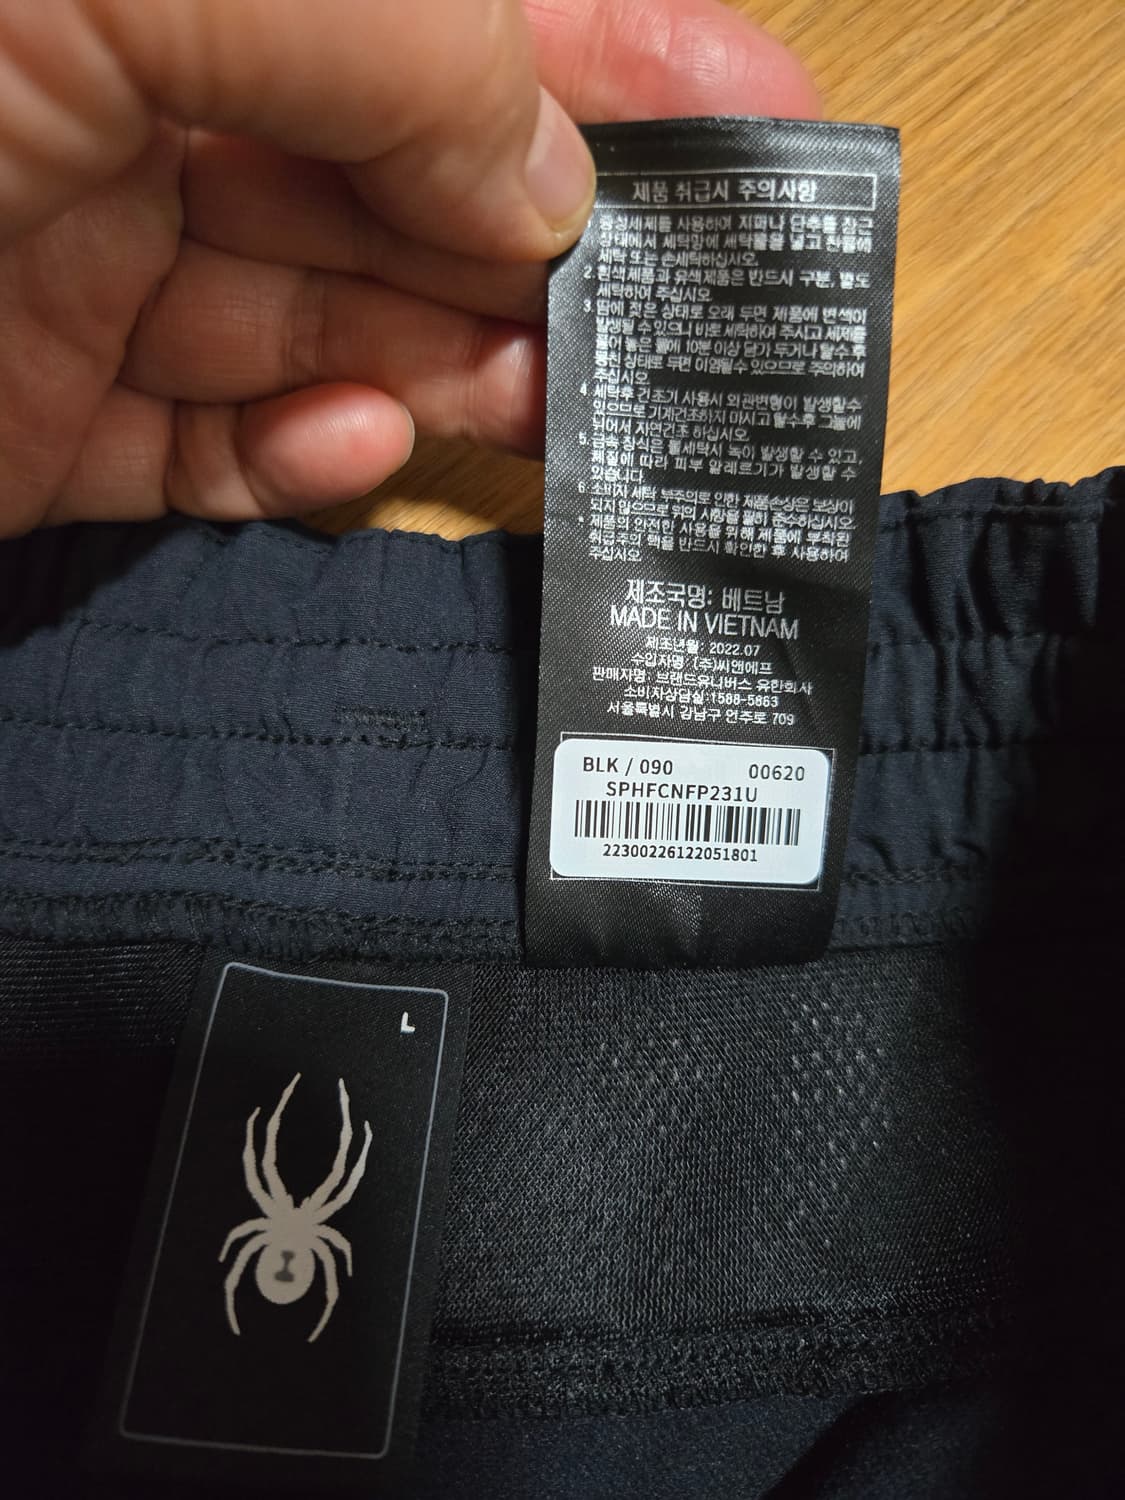 제품 취급시 주의사항
중성세제를 사용하여 지퍼나 단추를 잠근
상태에서 세탁망에 세탁물을 넣고 찬물에
세탁 또는 손세탁하십시오.
2. 흰색제품과 유색제품은 반드시 구분, 별도
세탁하여 주십시오.
3. 땀에 젖은 상태로 오래 두면 제품에 변색이
발생될 수 있으니 바로 세탁하여 주시고 세제를
물에 10분 이상 담가 두거나 탈수 후
상태로 두면 이염될 수 있으므로 주의하여
주십시오.
4. 세탁후 건조기 사용시 외관변형이 발생할수
있으므로 기계건조하지 마시고 탈수후 그늘에
뉘어서 자연건조 하십시오.
5. 금속 장식은 물세탁시 녹이 발생할 수 있고,
체질에 따라 피부 알레르기가 발생할 수
있습니다.
6. 소비자 세탁 부주의로 인한 제품손상은 보상이
되지 않으므로 위의 사항을 필히 준수하십시오.
* 제품의 안전한 사용을 위해 제품에 부착된
취급주의 택을 반드시 확인한 후 사용하여
주십시오.
제조국명: 베트남
MADE IN VIETNAM
제조년월: 2022.07
수입자명: (주)씨앤에프
판매자명: 브랜드유니버스 유한회사
소비자상담실:1588-5863
서울특별시 강남구 언주로 709
BLK / 090 00620
SPHFCNFP231U
22300226122051801
L